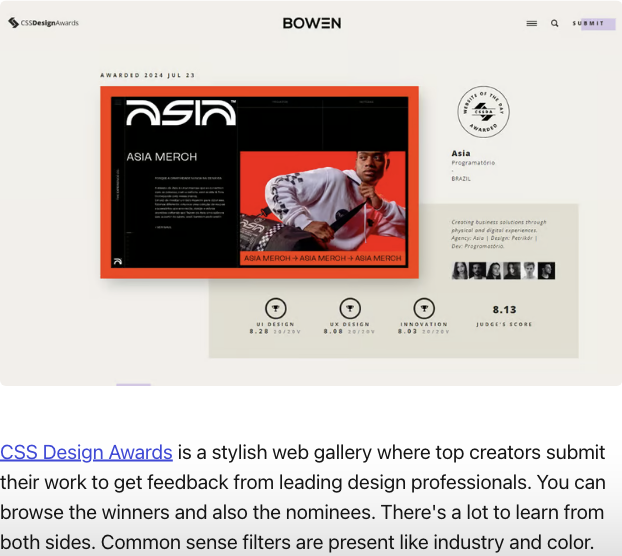 CSSDesignAwards
BOWEN
SUBMIT
AWARDED 2024 JUL 23
ASIA
ASIA MERCH
ASIA MERCH → ASIA MERCH → ASIA MERCH
WEBSITE OF THE DAY
CSSDA
AWARDED
Asia
Programatório
-
BRAZIL
Creating business solutions through
physical and digital experiences.
Agency: Asia | Design: Petrikór |
Dev: Programatório.
UI DESIGN
8.28
UX DESIGN
8.08
INNOVATION
8.03
8.13
JUDGE'S SCORE
CSS Design Awards is a stylish web gallery where top creators submit
their work to get feedback from leading design professionals. You can
browse the winners and also the nominees. There's a lot to learn from
both sides. Common sense filters are present like industry and color.